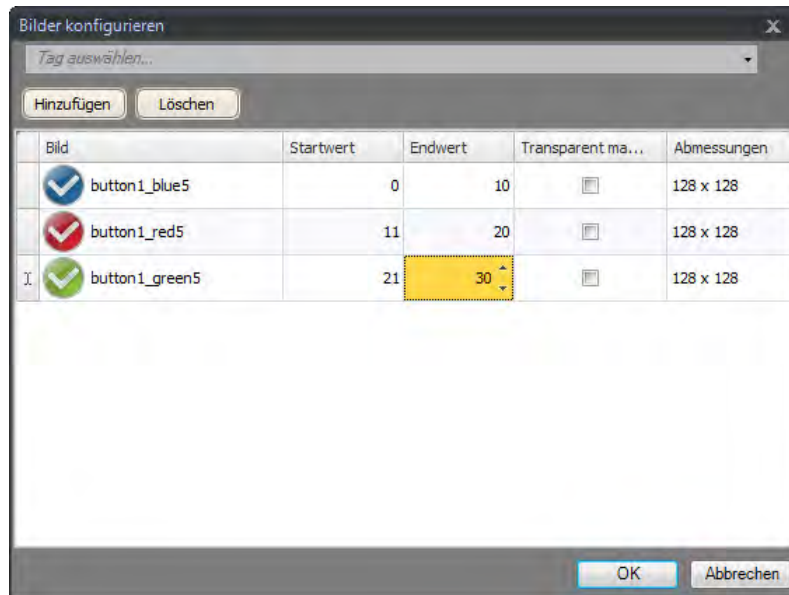 Bilder konfigurieren
Tag auswählen...
Hinzufügen Löschen
Bild Startwert Endwert Transparent ma... Abmessungen
button1_blue5 0 10 128 x 128
button1_red5 11 20 128 x 128
button1_green5 21 30 128 x 128
OK Abbrechen